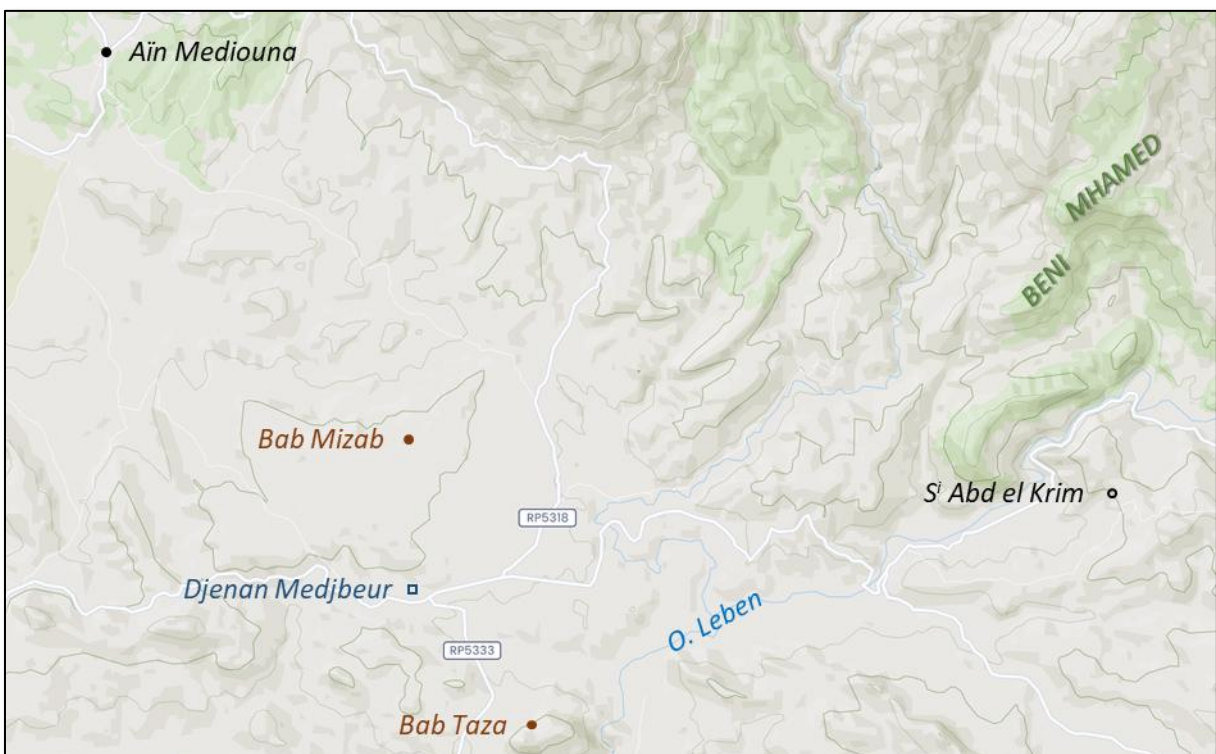 Aïn Mediouna
BENI MHAMED
Bab Mizab
Sⁱ Abd el Krim
RP5318
Djenan Medjbeur
O. Leben
RP5333
Bab Taza